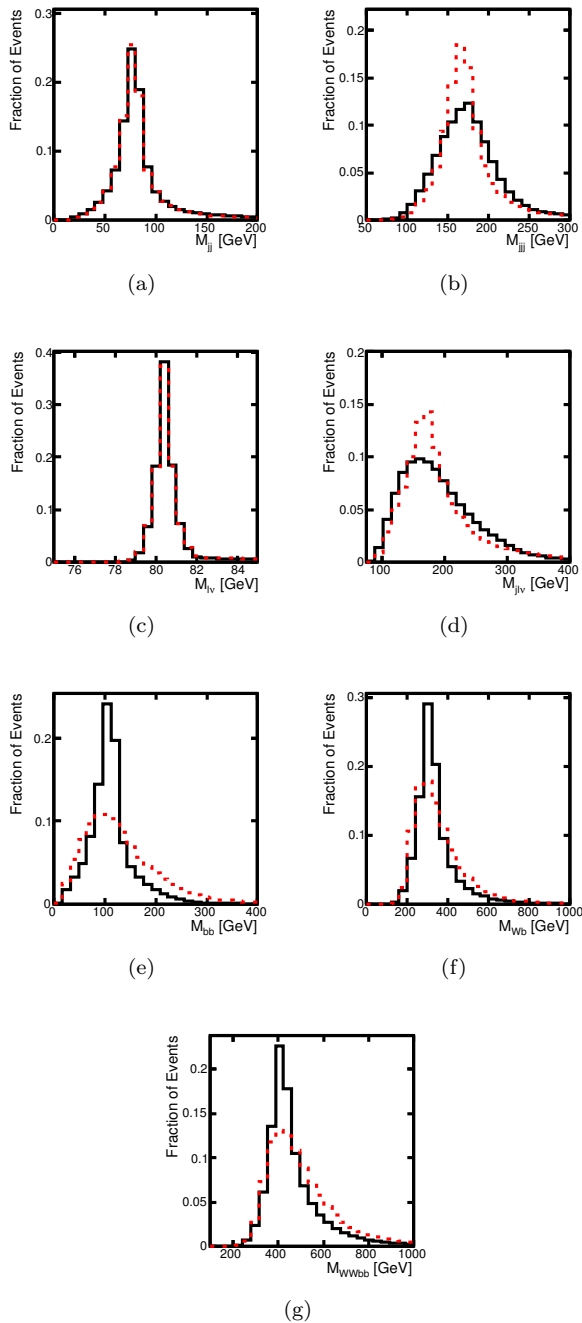 Fraction of Events
0.3
0.2
0.1
0
0 50 100 150 200
M_jj [GeV]
(a)
Fraction of Events
0.2
0.15
0.1
0.05
0
50 100 150 200 250 300
M_jjj [GeV]
(b)
Fraction of Events
0.4
0.3
0.2
0.1
0
76 78 80 82 84
M_lν [GeV]
(c)
Fraction of Events
0.2
0.15
0.1
0.05
0
100 200 300 400
M_jlν [GeV]
(d)
Fraction of Events
0.2
0.1
0
0 100 200 300 400
M_bb [GeV]
(e)
Fraction of Events
0.3
0.2
0.1
0
0 200 400 600 800 1000
M_Wb [GeV]
(f)
Fraction of Events
0.2
0.15
0.1
0.05
0
200 400 600 800 1000
M_WWbb [GeV]
(g)